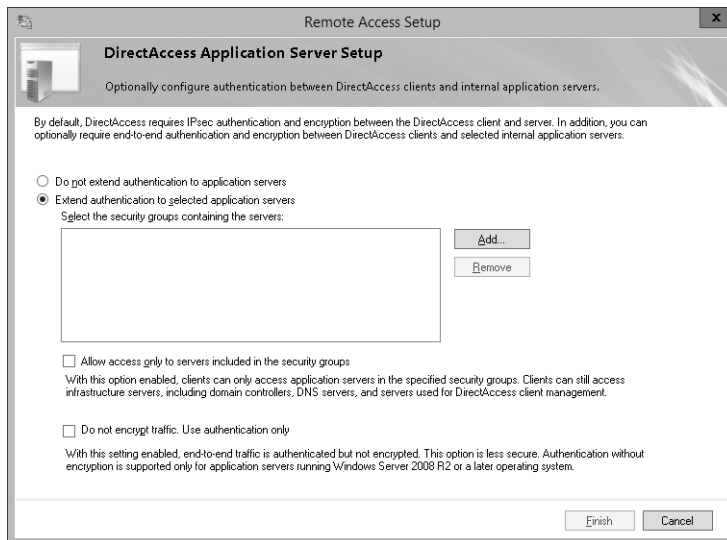 Remote Access Setup
x
DirectAccess Application Server Setup
Optionally configure authentication between DirectAccess clients and internal application servers.
By default, DirectAccess requires IPsec authentication and encryption between the DirectAccess client and server. In addition, you can
optionally require end-to-end authentication and encryption between DirectAccess clients and selected internal application servers.
Do not extend authentication to application servers
Extend authentication to selected application servers
Select the security groups containing the servers:
Add...
Remove
Allow access only to servers included in the security groups
With this option enabled, clients can only access application servers in the specified security groups. Clients can still access
infrastructure servers, including domain controllers, DNS servers, and servers used for DirectAccess client management.
Do not encrypt traffic. Use authentication only
With this setting enabled, end-to-end traffic is authenticated but not encrypted. This option is less secure. Authentication without
encryption is supported only for application servers running Windows Server 2008 R2 or a later operating system.
Finish
Cancel